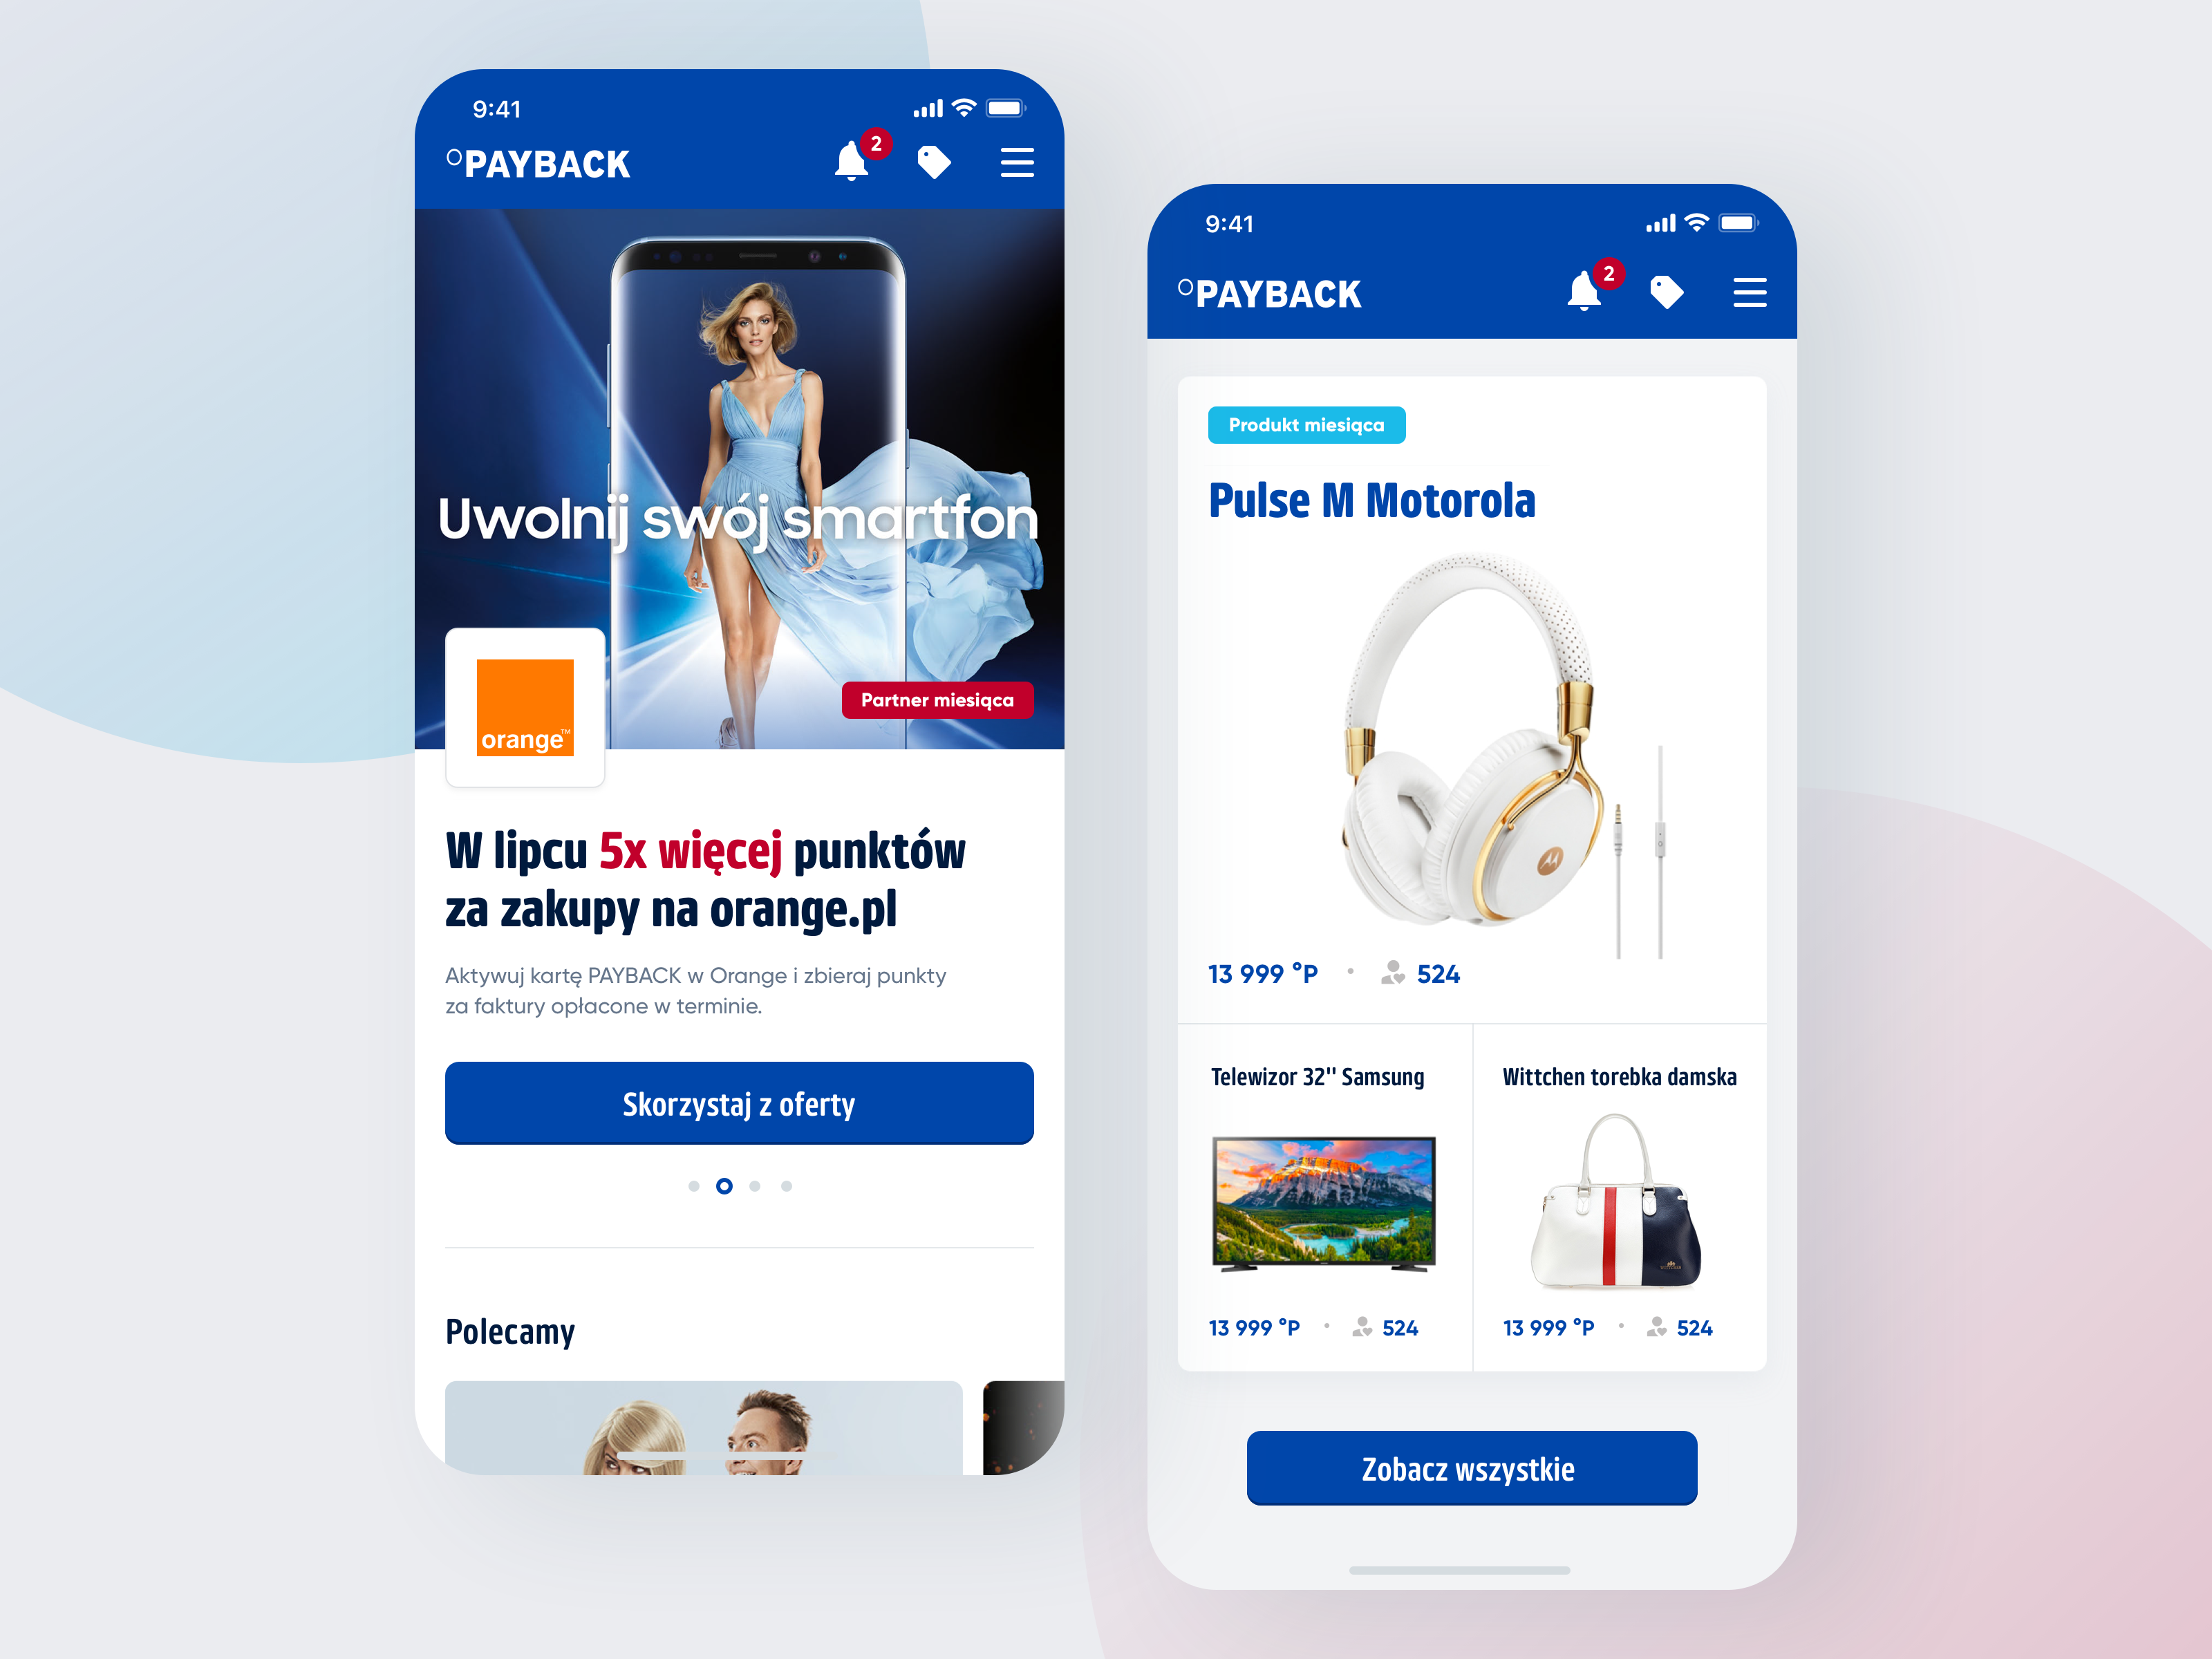 9:41
°PAYBACK
2
Uwolnij swój smartfon
orange™
Partner miesiąca
W lipcu 5x więcej punktów
za zakupy na orange.pl
Aktywuj kartę PAYBACK w Orange i zbieraj punkty
za faktury opłacone w terminie.
Skorzystaj z oferty
Polecamy
9:41
°PAYBACK
2
Produkt miesiąca
Pulse M Motorola
13 999 °P • 524
Telewizor 32" Samsung
Wittchen torebka damska
13 999 °P • 524
13 999 °P • 524
Zobacz wszystkie